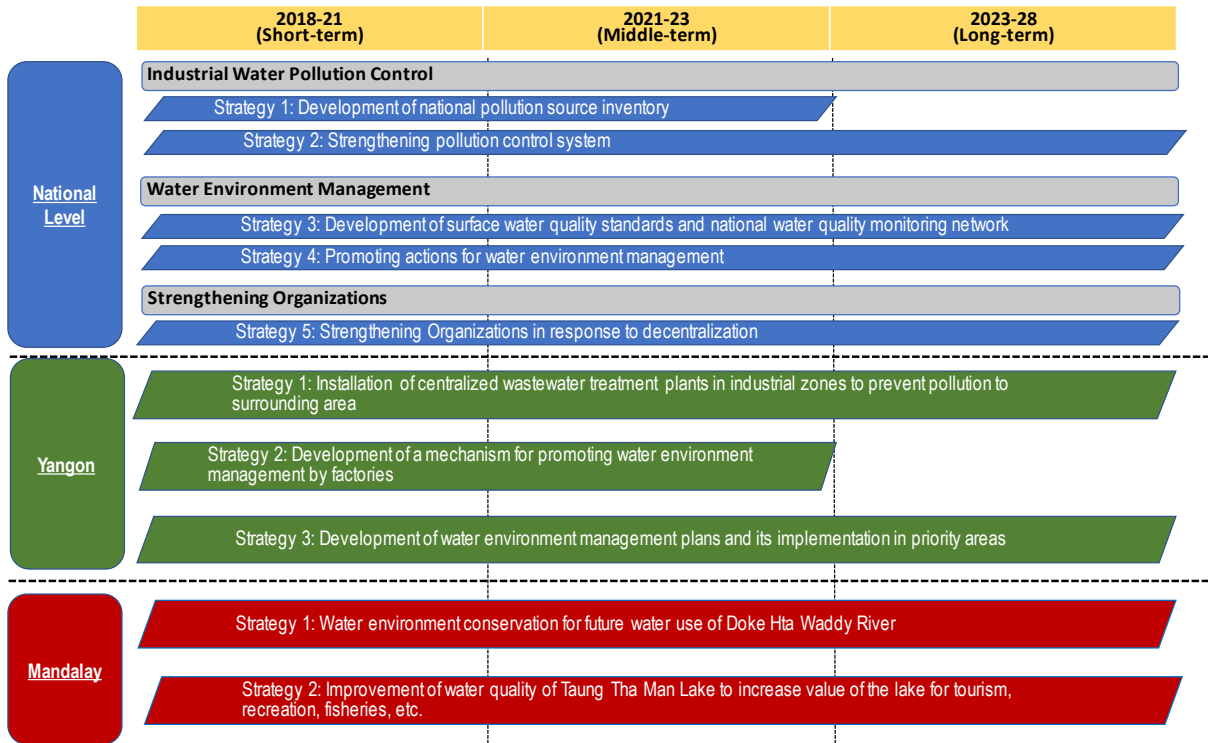 2018-21
(Short-term)
2021-23
(Middle-term)
2023-28
(Long-term)
National
Level
Industrial Water Pollution Control
Strategy 1: Development of national pollution source inventory
Strategy 2: Strengthening pollution control system
Water Environment Management
Strategy 3: Development of surface water quality standards and national water quality monitoring network
Strategy 4: Promoting actions for water environment management
Strengthening Organizations
Strategy 5: Strengthening Organizations in response to decentralization
Yangon
Strategy 1: Installation of centralized wastewater treatment plants in industrial zones to prevent pollution to
surrounding area
Strategy 2: Development of a mechanism for promoting water environment
management by factories
Strategy 3: Development of water environment management plans and its implementation in priority areas
Mandalay
Strategy 1: Water environment conservation for future water use of Doke Hta Waddy River
Strategy 2: Improvement of water quality of Taung Tha Man Lake to increase value of the lake for tourism,
recreation, fisheries, etc.